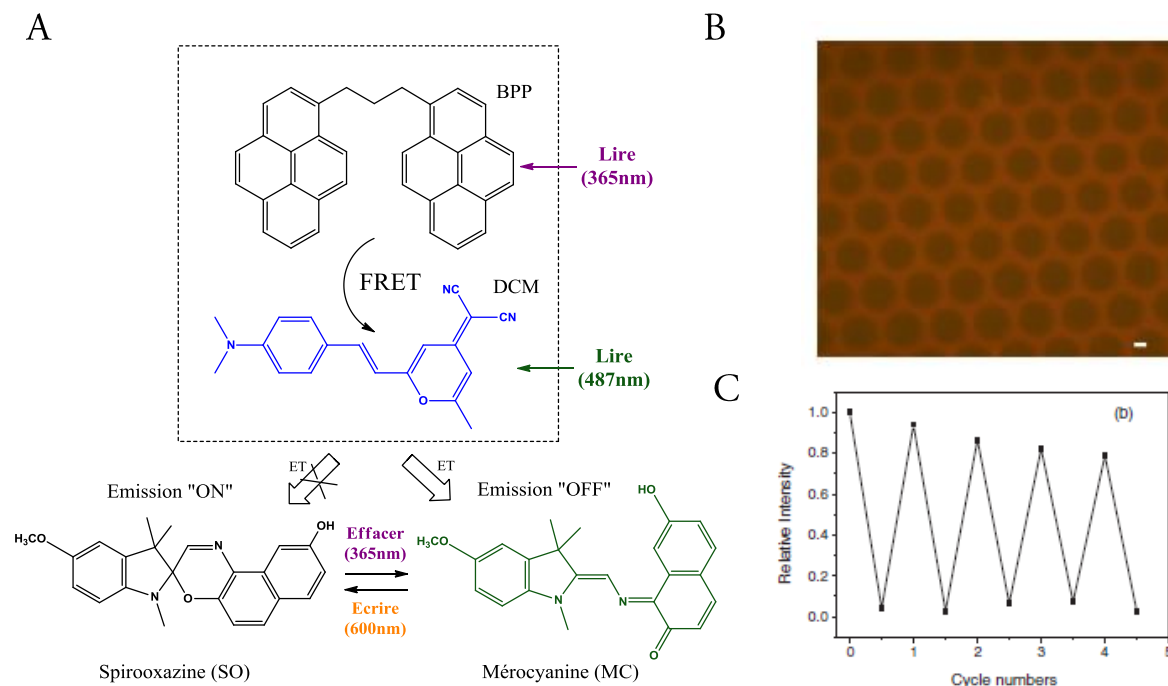 A
BPP
Lire
(365nm)
FRET
DCM
NC
CN
N
O
Lire
(487nm)
ET
ET
Emission "ON"
Emission "OFF"
H₃CO
N
O
N
OH
Effacer
(365nm)
Ecrire
(600nm)
H₃CO
N
N
HO
O
Spirooxazine (SO)
Mérocyanine (MC)
B
C
(b)
Relative Intensity
1.0
0.8
0.6
0.4
0.2
0.0
0 1 2 3 4 5
Cycle numbers